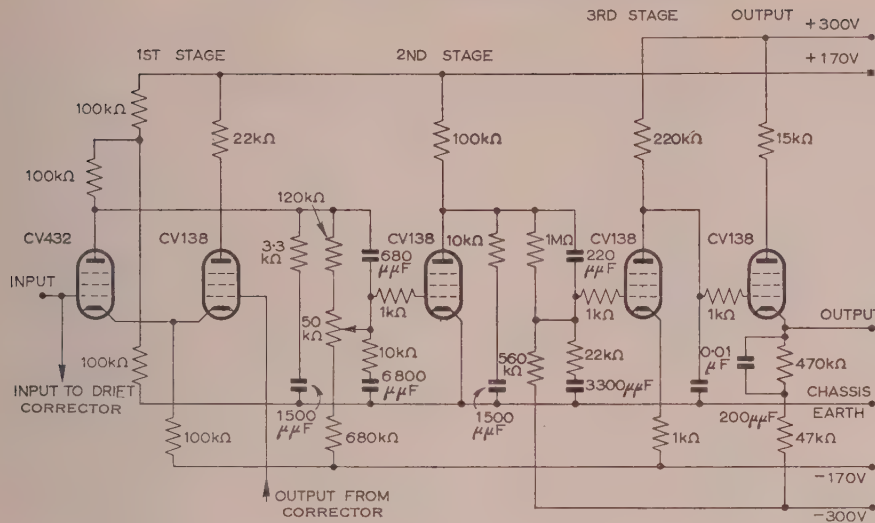 3RD STAGE
OUTPUT
+300V
1ST STAGE
2ND STAGE
+170V
100kΩ
22kΩ
100kΩ
220kΩ
15kΩ
100kΩ
120kΩ
CV432
CV138
3·3
kΩ
680
μμF
CV138
10kΩ
1MΩ
220
μμF
CV138
CV138
INPUT
1kΩ
1kΩ
1kΩ
OUTPUT
50
kΩ
10kΩ
560
kΩ
22kΩ
0·01
μF
470kΩ
100kΩ
6800
μμF
3300μμF
INPUT TO DRIFT
CORRECTOR
1500
μμF
1500
μμF
200μμF
CHASSIS
EARTH
100kΩ
680kΩ
1kΩ
47kΩ
-170V
OUTPUT FROM
CORRECTOR
-300V